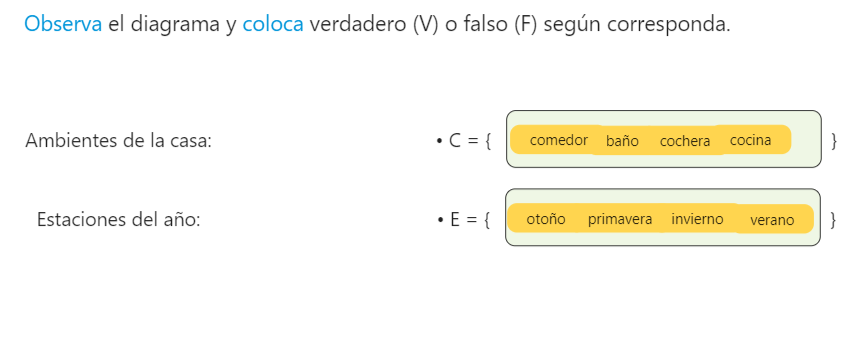 Observa el diagrama y coloca verdadero (V) o falso (F) según corresponda.
Ambientes de la casa: • C = { comedor baño cochera cocina }
Estaciones del año: • E = { otoño primavera invierno verano }